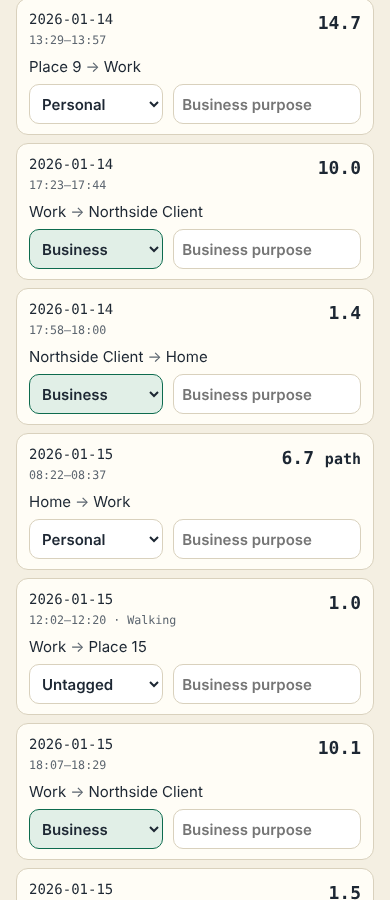 2026-01-14
14.7
13:29–13:57
Place 9 → Work
Personal
Business purpose
2026-01-14
10.0
17:23–17:44
Work → Northside Client
Business
Business purpose
2026-01-14
1.4
17:58–18:00
Northside Client → Home
Business
Business purpose
2026-01-15
6.7 path
08:22–08:37
Home → Work
Personal
Business purpose
2026-01-15
1.0
12:02–12:20 · Walking
Work → Place 15
Untagged
Business purpose
2026-01-15
10.1
18:07–18:29
Work → Northside Client
Business
Business purpose
2026-01-15
1.5